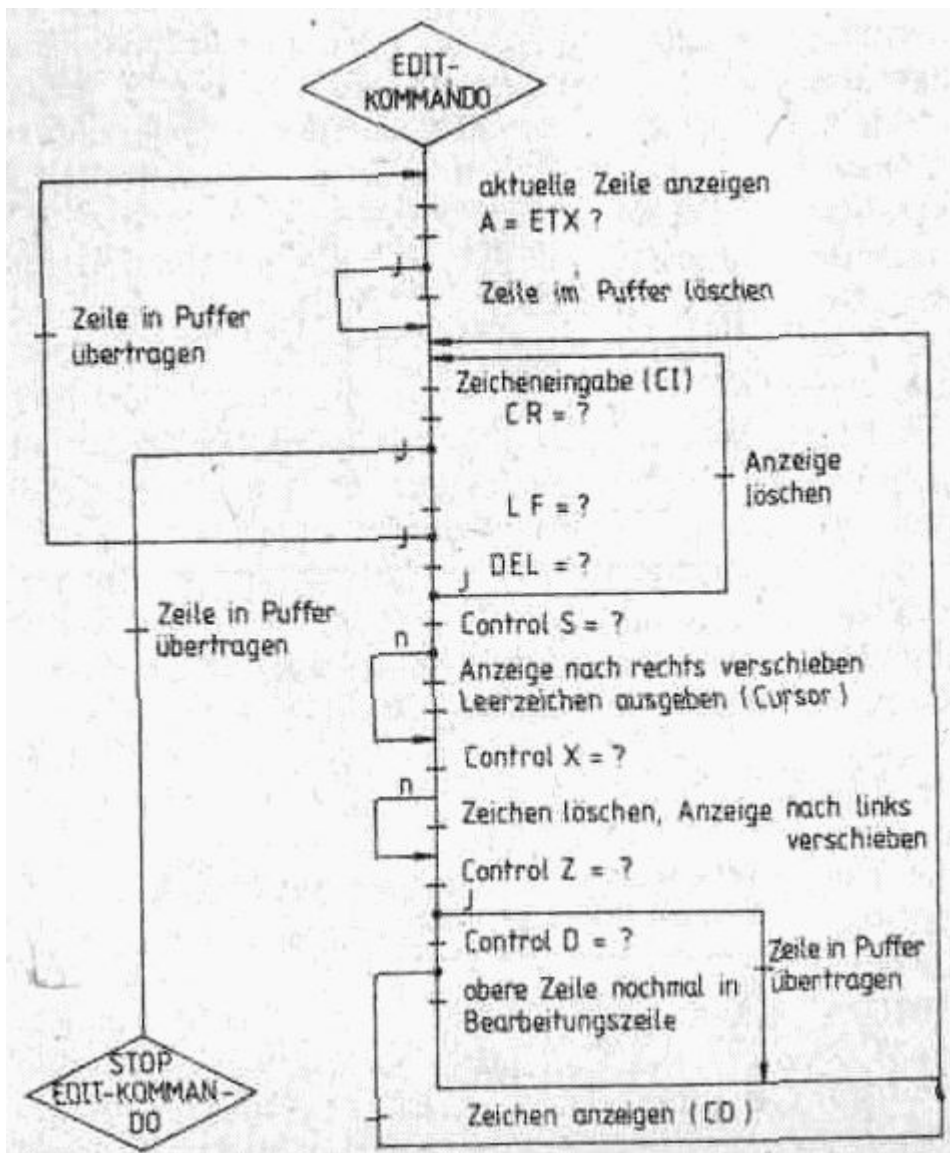 EDIT-
KOMMANDO
aktuelle Zeile anzeigen
A = ETX ?
j
Zeile im Puffer löschen
Zeile in Puffer
übertragen
Zeicheneingabe (CI)
CR = ?
J
Anzeige
löschen
LF = ?
J
DEL = ?
J
Zeile in Puffer
übertragen
Control S = ?
n
Anzeige nach rechts verschieben
Leerzeichen ausgeben (Cursor)
Control X = ?
n
Zeichen löschen, Anzeige nach links
verschieben
Control Z = ?
J
Control D = ?
Zeile in Puffer
übertragen
obere Zeile nochmal in
Bearbeitungszeile
STOP
EDIT-KOMMAN-
DO
Zeichen anzeigen (CO)